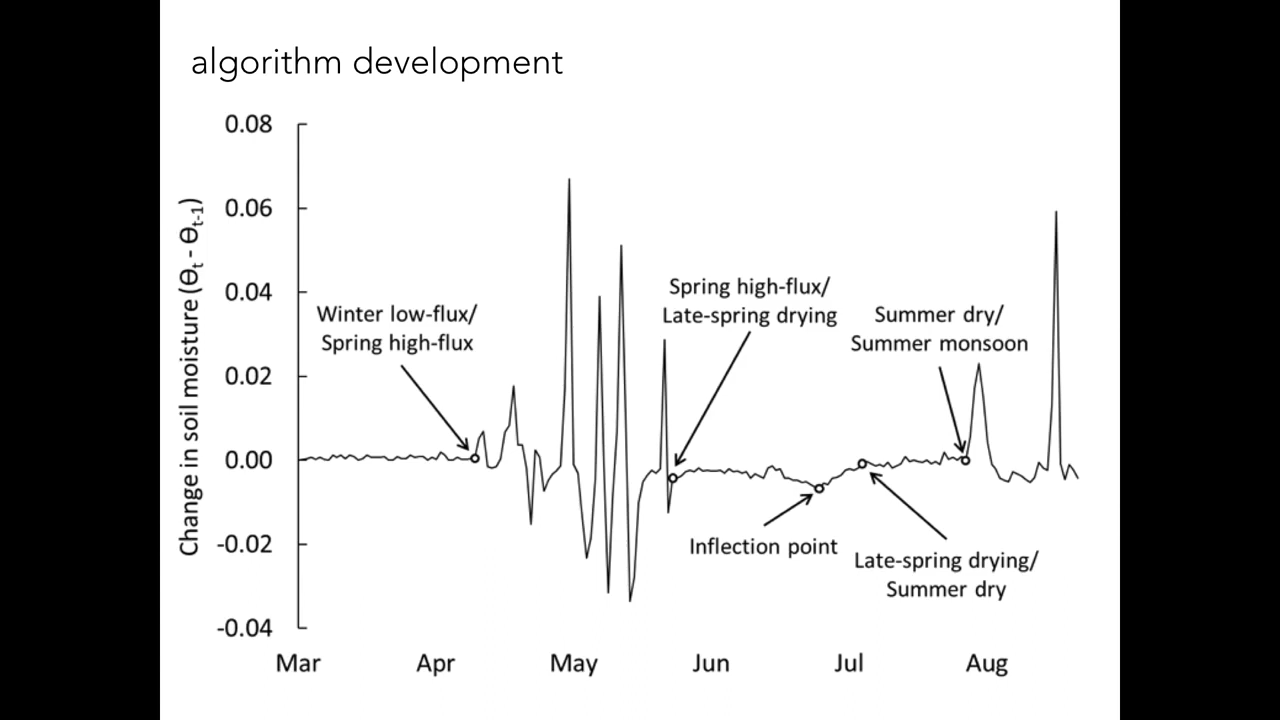 algorithm development
0.08
0.06
0.04
0.02
0.00
-0.02
-0.04
Change in soil moisture (Θt - Θt-1)
Winter low-flux/
Spring high-flux
Spring high-flux/
Late-spring drying
Summer dry/
Summer monsoon
Inflection point
Late-spring drying/
Summer dry
Mar Apr May Jun Jul Aug